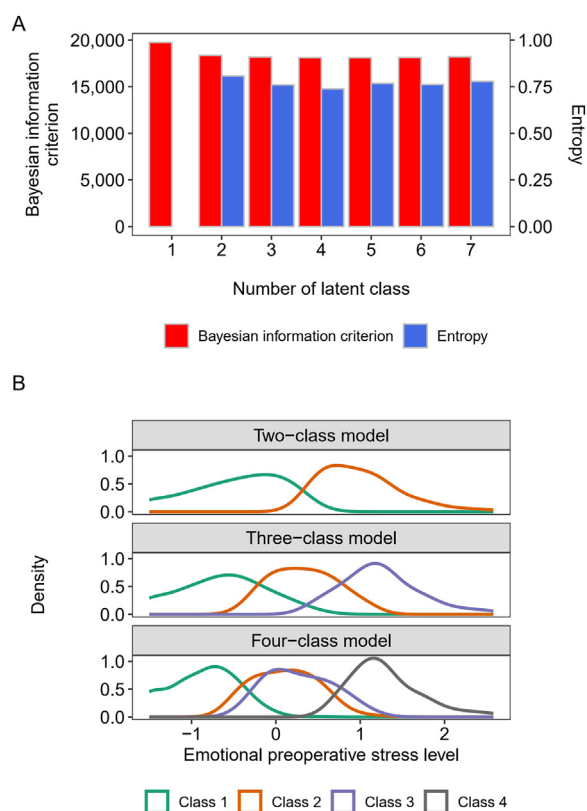 A
Bayesian information
criterion
20,000
15,000
10,000
5,000
0
1.00
0.75
0.50
0.25
0.00
Entropy
1 2 3 4 5 6 7
Number of latent class
Bayesian information criterion Entropy
B
Density
Two−class model
1.0
0.5
0.0
Three−class model
1.0
0.5
0.0
Four−class model
1.0
0.5
0.0
−1 0 1 2
Emotional preoperative stress level
Class 1 Class 2 Class 3 Class 4